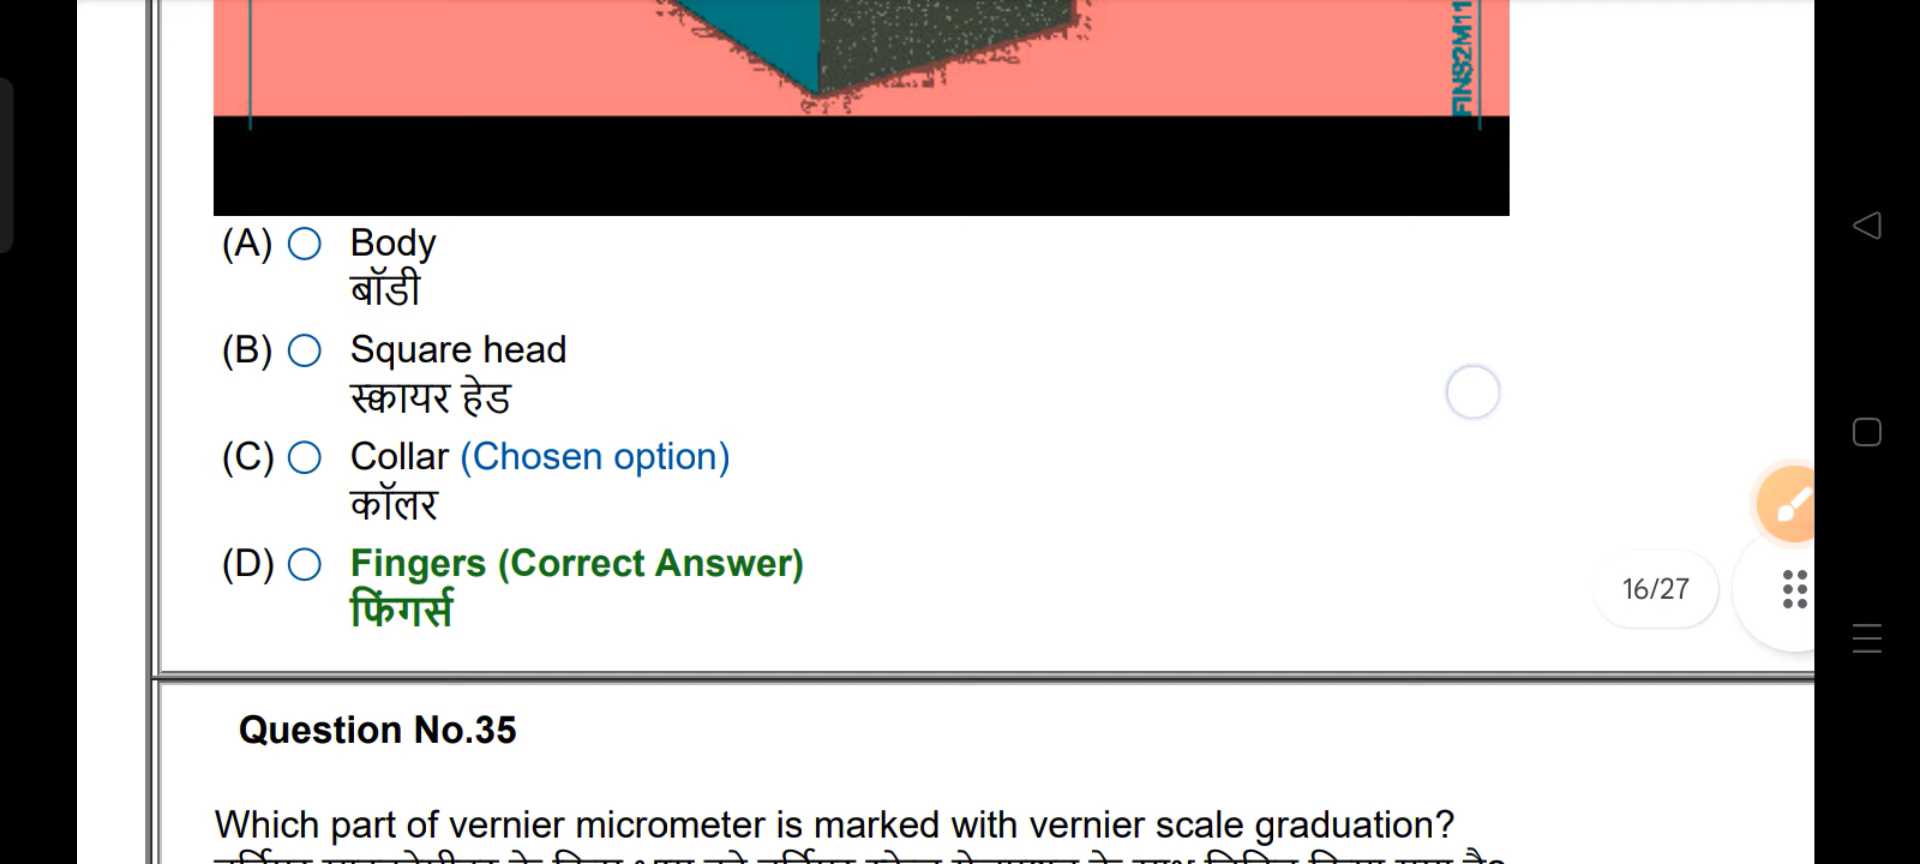 FINS2M11
(A) Body
बॉडी
(B) Square head
स्क्वायर हेड
(C) Collar (Chosen option)
कॉलर
(D) Fingers (Correct Answer)
फिंगर्स
16/27
Question No.35
Which part of vernier micrometer is marked with vernier scale graduation?